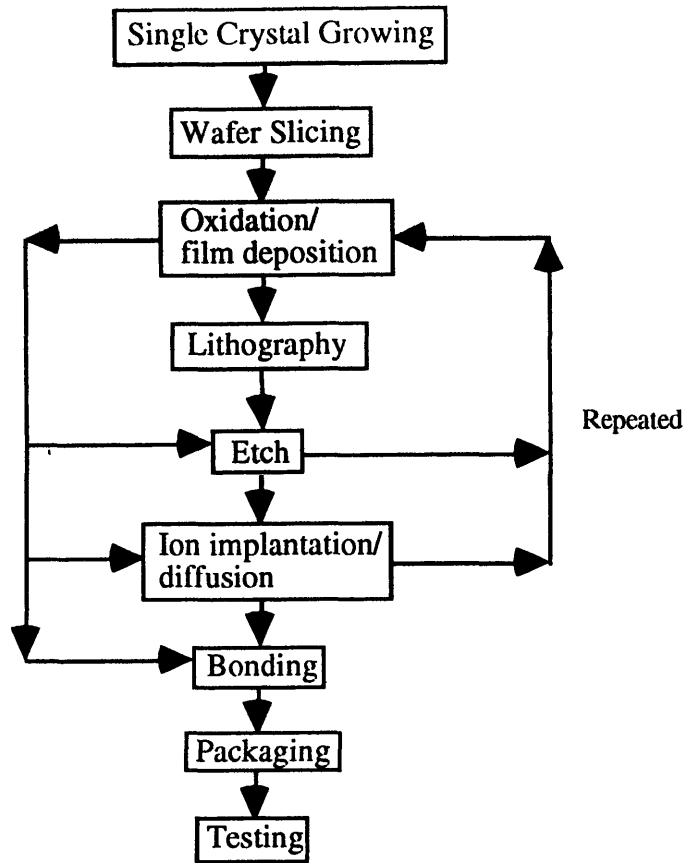 Single Crystal Growing
Wafer Slicing
Oxidation/
film deposition
Lithography
Repeated
Etch
Ion implantation/
diffusion
Bonding
Packaging
Testing